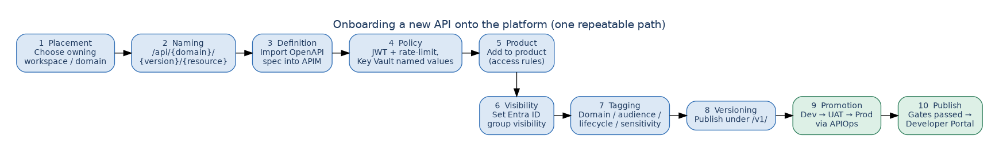 Onboarding a new API onto the platform (one repeatable path)
1 Placement
Choose owning
workspace / domain
2 Naming
/api/{domain}/
{version}/{resource}
3 Definition
Import OpenAPI
spec into APIM
4 Policy
JWT + rate-limit,
Key Vault named values
5 Product
Add to product
(access rules)
6 Visibility
Set Entra ID
group visibility
7 Tagging
Domain / audience /
lifecycle / sensitivity
8 Versioning
Publish under /v1/
9 Promotion
Dev → UAT → Prod
via APIOps
10 Publish
Gates passed →
Developer Portal